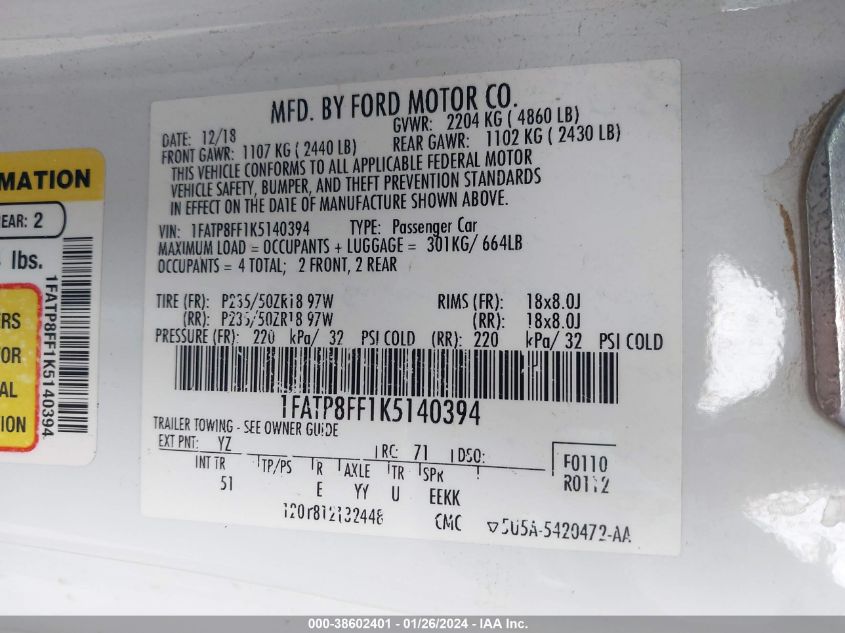 MFD. BY FORD MOTOR CO.
DATE: 12/18 GVWR: 2204 KG ( 4860 LB)
FRONT GAWR: 1107 KG ( 2440 LB) REAR GAWR: 1102 KG ( 2430 LB)
THIS VEHICLE CONFORMS TO ALL APPLICABLE FEDERAL MOTOR
VEHICLE SAFETY, BUMPER, AND THEFT PREVENTION STANDARDS
IN EFFECT ON THE DATE OF MANUFACTURE SHOWN ABOVE.
VIN: 1FATP8FF1K5140394 TYPE: Passenger Car
MAXIMUM LOAD = OCCUPANTS + LUGGAGE = 301KG/ 664LB
OCCUPANTS = 4 TOTAL; 2 FRONT, 2 REAR
TIRE (FR): P235/50ZR18 97W RIMS (FR): 18x8.0J
(RR): P235/50ZR18 97W (RR): 18x8.0J
PRESSURE (FR): 220 kPa/ 32 PSI COLD (RR): 220 kPa/ 32 PSI COLD
1FATP8FF1K5140394
TRAILER TOWING - SEE OWNER GUIDE
EXT PNT: YZ RC: 71 DSO: F0110
INT TR TP/PS R AXLE TR SPR R0112
51 E YY U EEKK
CMC
MATION
EAR: 2
lbs.
RS
OR
AL
TION
1FATP8FF1K5140394
000-38602401 - 01/26/2024 - IAA Inc.